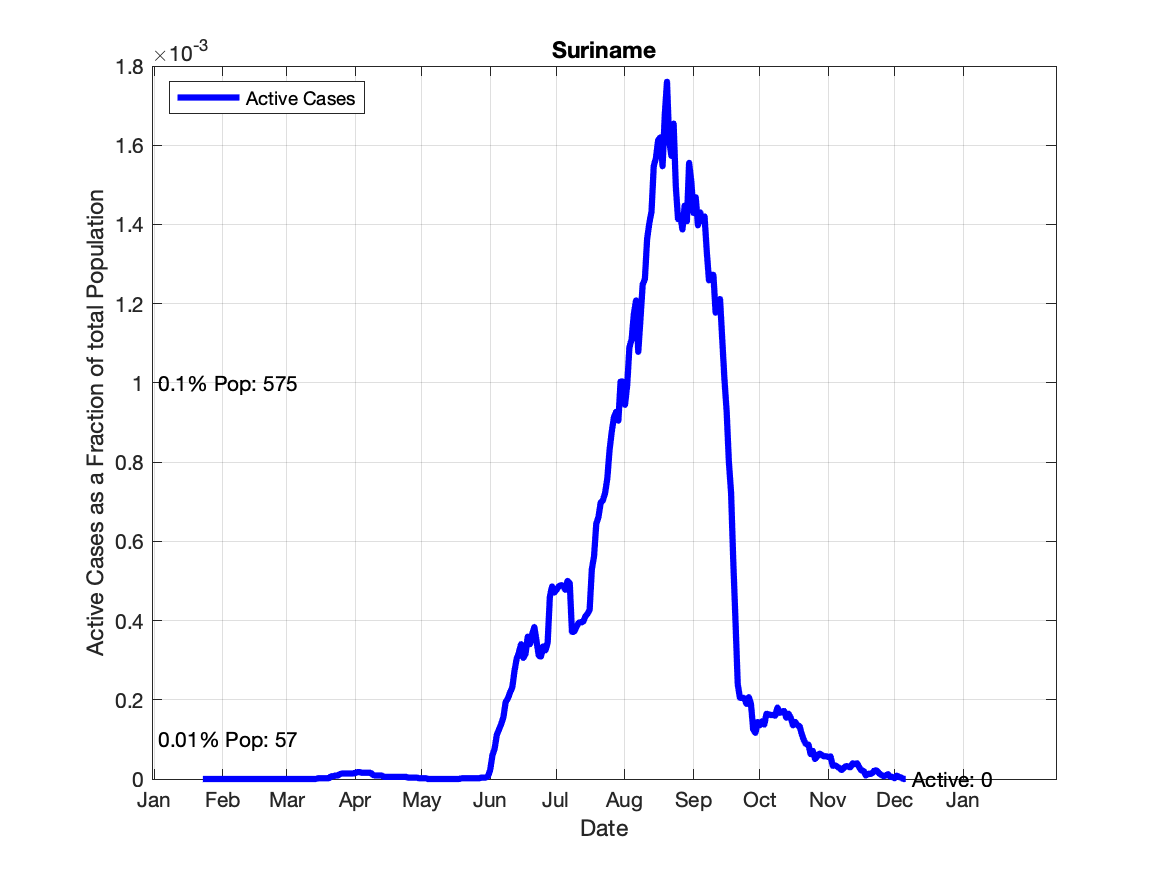 Suriname
×10-3
Active Cases
1.8
1.6
1.4
1.2
1
0.8
0.6
0.4
0.2
0
Active Cases as a Fraction of total Population
0.1% Pop: 575
0.01% Pop: 57
Active: 0
Jan Feb Mar Apr May Jun Jul Aug Sep Oct Nov Dec Jan
Date